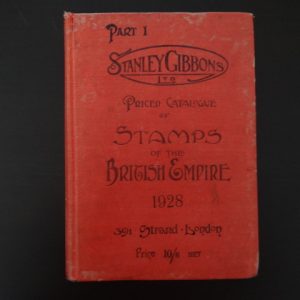 PART I
STANLEY GIBBONS
LTD
PRICED CATALOGUE
OF
STAMPS
OF THE
BRITISH EMPIRE
1928
391 Strand · London
Price 10/6 NET